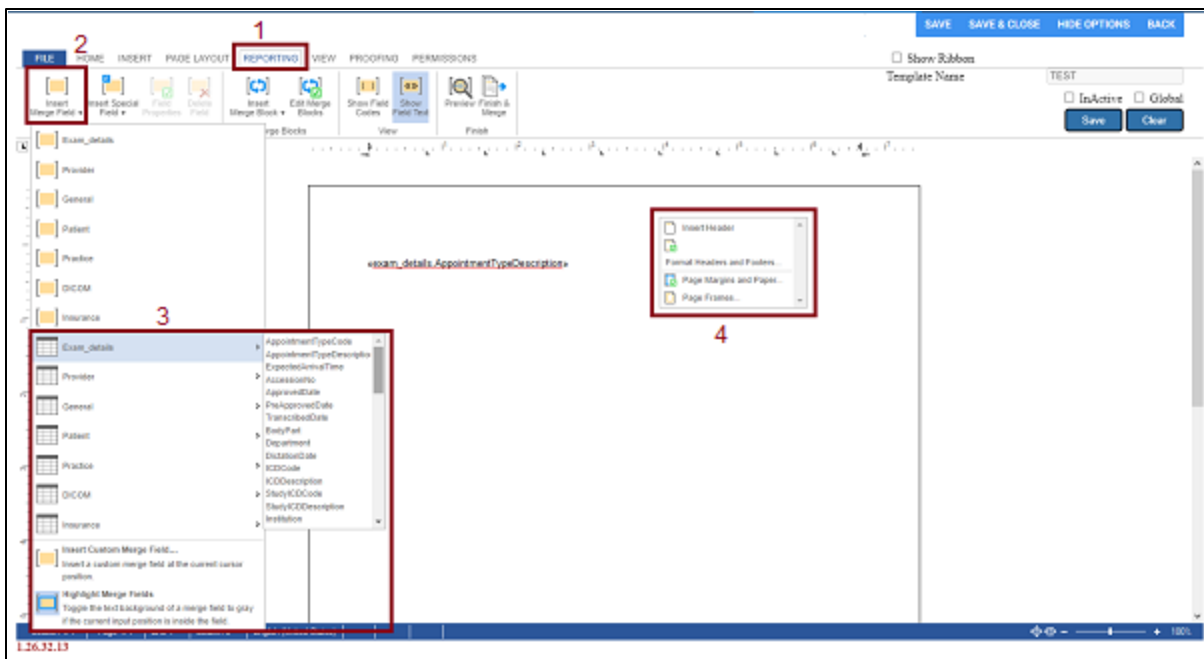 SAVE SAVE & CLOSE HIDE OPTIONS BACK
1
2
FILE HOME INSERT PAGE LAYOUT REPORTING VIEW PROOFING PERMISSIONS
Show Ribbon
Template Name TEST
InActive Global
Save Clear
Insert Merge Field
Insert Special Field
Field Properties
Delete Field
Insert Merge Block
Edit Merge Blocks
Show Field Codes
Show Field Text
Preview
Finish & Merge
Merge Blocks
View
Finish
Exam_details
Provider
General
Patient
Practice
DICOM
Insurance
«exam_details.AppointmentTypeDescription»
Insert Header
Format Headers and Footers...
Page Margins and Paper...
Page Frames...
4
3
Exam_details
Provider
General
Patient
Practice
DICOM
Insurance
AppointmentTypeCode
AppointmentTypeDescriptio
ExpectedArrivalTime
AccessionNo
ApprovedDate
PreApprovedDate
TranscribedDate
BodyPart
Department
DictationDate
ICDCode
ICDDescription
StudyICDCode
StudyICDDescription
Institution
Insert Custom Merge Field...
Insert a custom merge field at the current cursor
position.
Highlight Merge Fields
Toggle the text background of a merge field to gray
if the current input position is inside the field.
100%
1.26.32.13